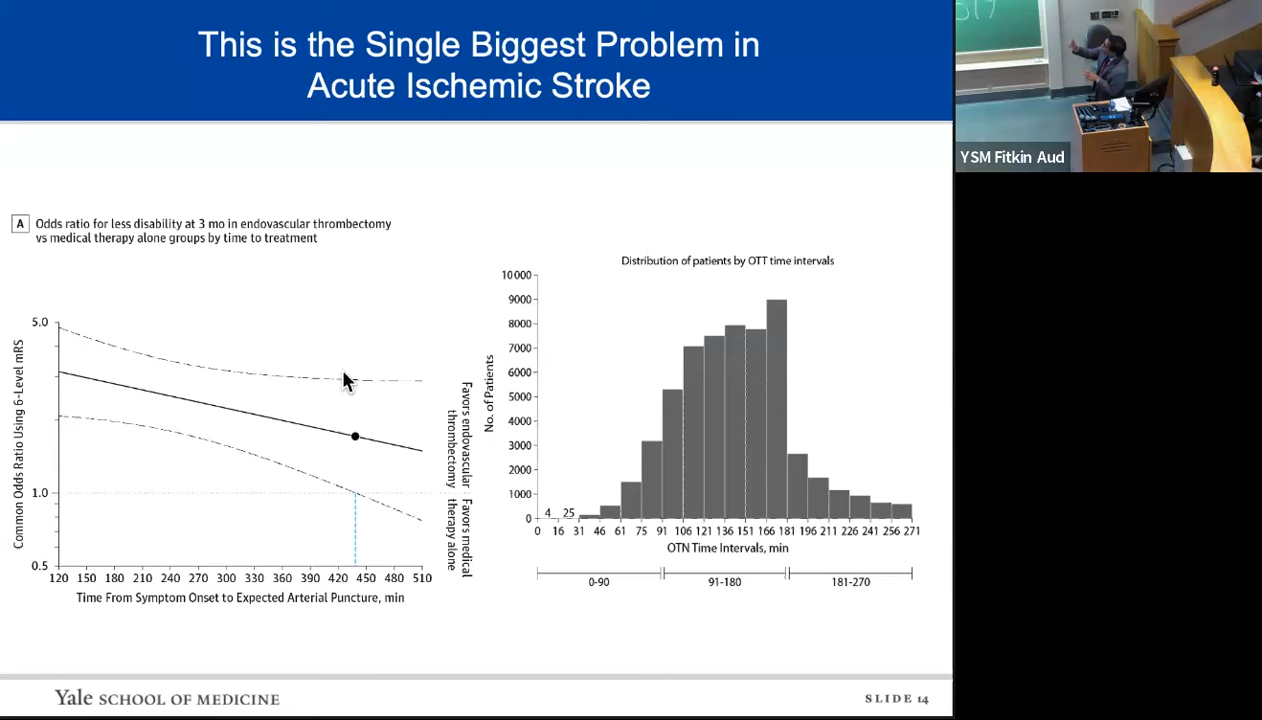 This is the Single Biggest Problem in
Acute Ischemic Stroke
YSM Fitkin Aud
A
Odds ratio for less disability at 3 mo in endovascular thrombectomy
vs medical therapy alone groups by time to treatment
Common Odds Ratio Using 6-Level mRS
5.0
1.0
0.5
120 150 180 210 240 270 300 330 360 390 420 450 480 510
Time From Symptom Onset to Expected Arterial Puncture, min
Favors endovascular
thrombectomy
Favors medical
therapy alone
Distribution of patients by OTT time intervals
No. of Patients
10000
9000
8000
7000
6000
5000
4000
3000
2000
1000
0
4 25
0 16 31 46 61 75 91 106 121 136 151 166 181 196 211 226 241 256 271
OTN Time Intervals, min
0-90 91-180 181-270
Yale SCHOOL OF MEDICINE
SLIDE 14